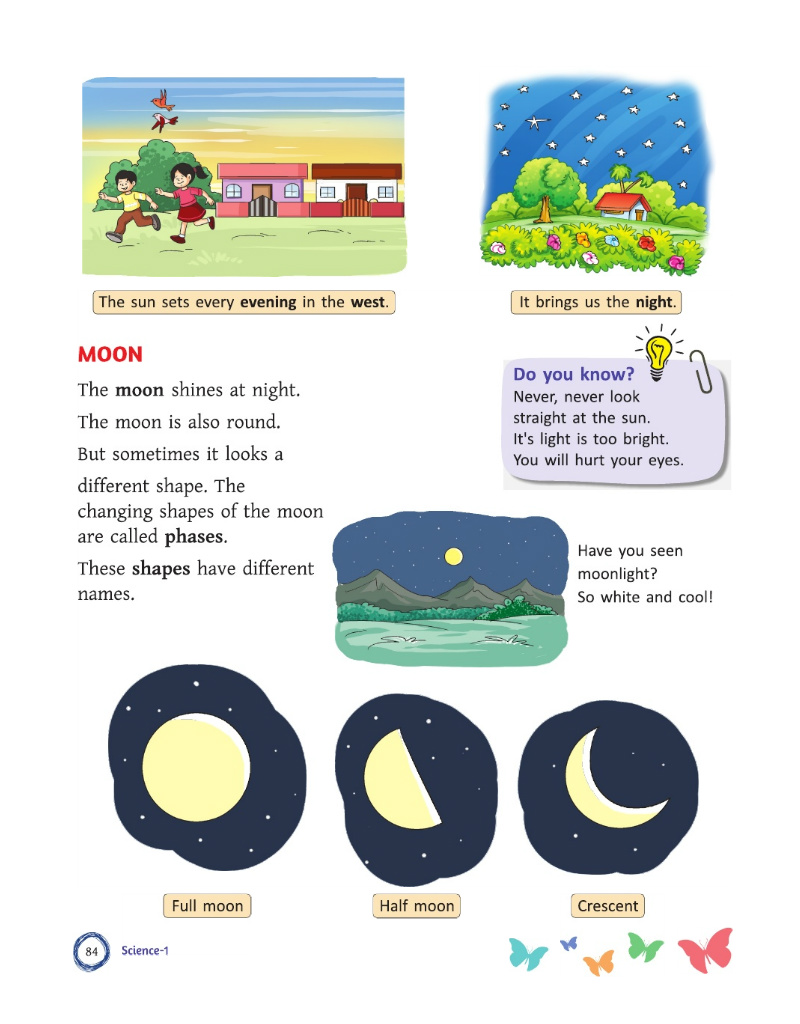 The sun sets every evening in the west.
It brings us the night.
MOON
The moon shines at night.
The moon is also round.
But sometimes it looks a
different shape. The
changing shapes of the moon
are called phases.
These shapes have different
names.
Do you know?
Never, never look
straight at the sun.
It's light is too bright.
You will hurt your eyes.
Have you seen
moonlight?
So white and cool!
Full moon
Half moon
Crescent
84
Science-1